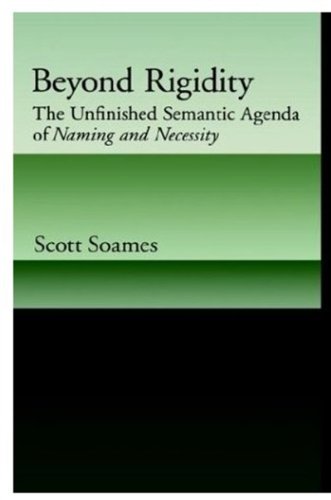 Beyond Rigidity
The Unfinished Semantic Agenda
of Naming and Necessity
Scott Soames